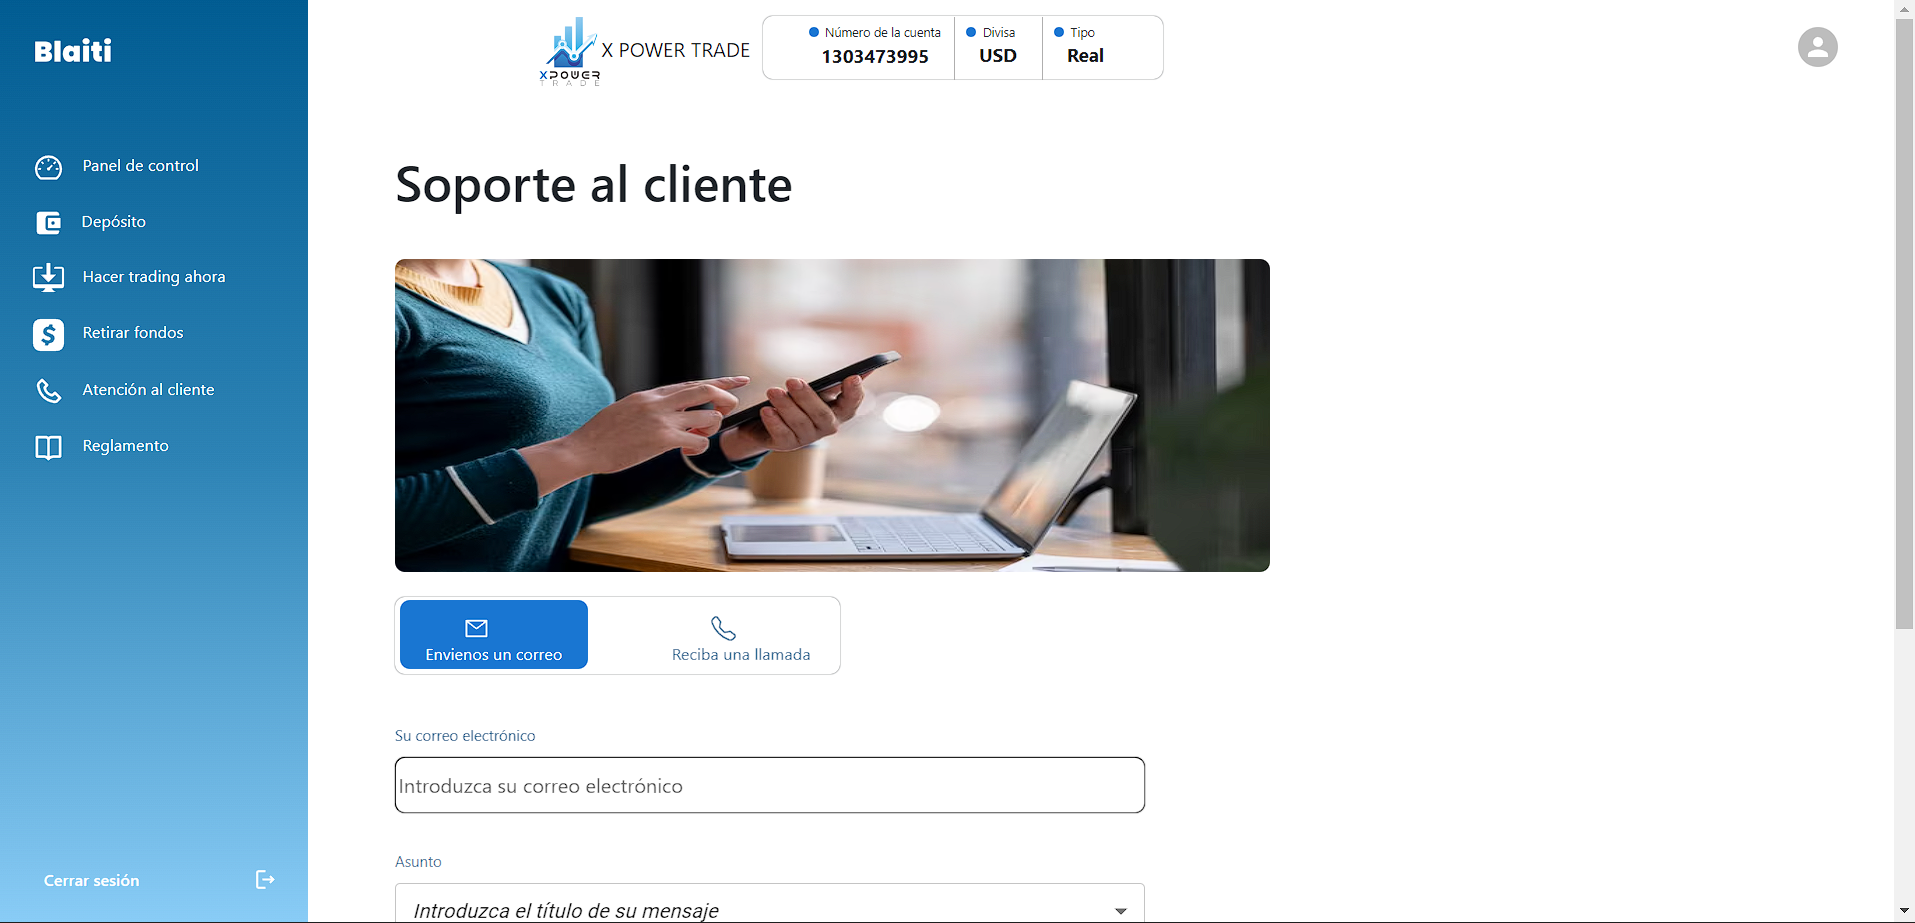 Blaiti
Panel de control
Depósito
Hacer trading ahora
Retirar fondos
Atención al cliente
Reglamento
Cerrar sesión
XPOWER
TRADE
X POWER TRADE
Número de la cuenta
1303473995
Divisa
USD
Tipo
Real
Soporte al cliente
Envienos un correo
Reciba una llamada
Su correo electrónico
Introduzca su correo electrónico
Asunto
Introduzca el título de su mensaje